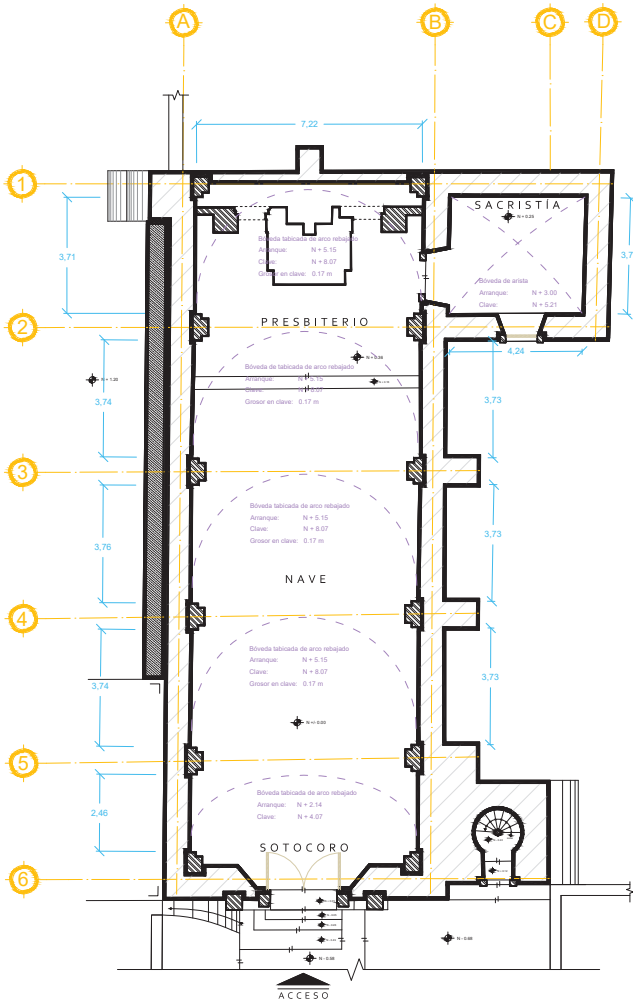 A B C D
7,22
1
SACRISTÍA
N + 0.25
3,71
Bóveda tabicada de arco rebajado
Arranque: N + 5.15
Clave: N + 8.07
Grosor en clave: 0.17 m
Bóveda de arista
Arranque: N + 3.00
Clave: N + 5.21
2
PRESBITERIO
4,24
Bóveda de tabicada de arco rebajado
Arranque: N + 5.15
Grosor en clave: 0.17 m
N + 1.20
3,74
3,73
3
3,76
3,73
Bóveda tabicada de arco rebajado
Arranque: N + 5.15
Clave: N + 8.07
Grosor en clave: 0.17 m
NAVE
4
3,74
3,73
Bóveda tabicada de arco rebajado
Arranque: N + 5.15
Clave: N + 8.07
Grosor en clave: 0.17 m
N +/- 0.00
5
2,46
Bóveda tabicada de arco rebajado
Arranque: N + 2.14
Clave: N + 4.07
SOTOCORO
6
ACCESO